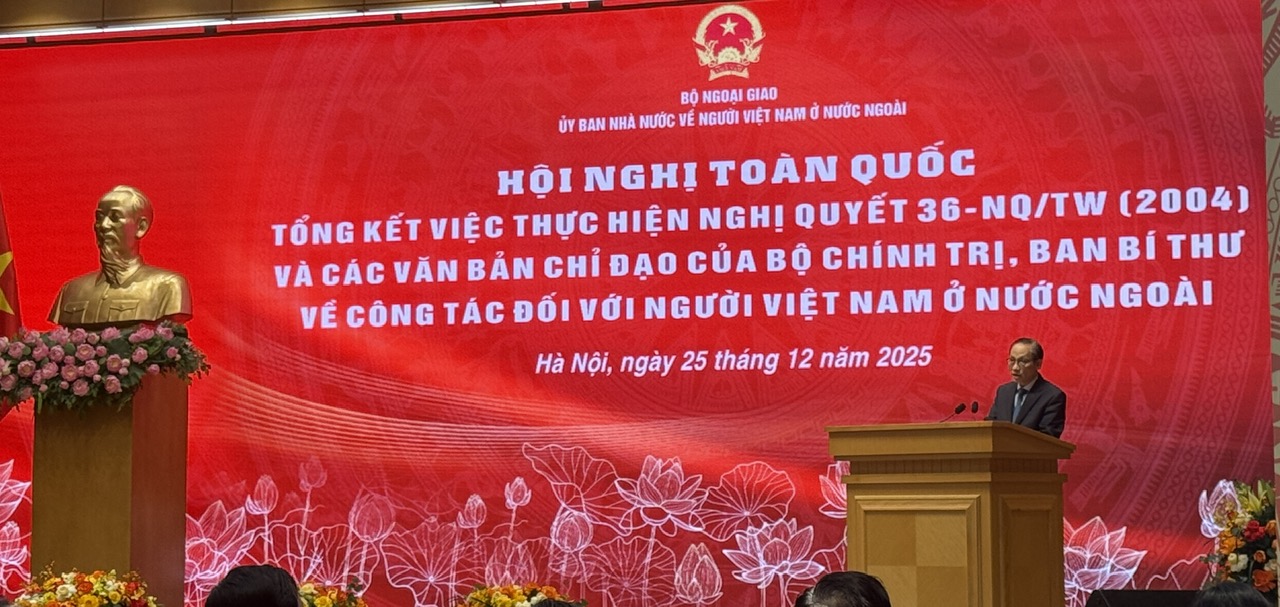 BỘ NGOẠI GIAO
ỦY BAN NHÀ NƯỚC VỀ NGƯỜI VIỆT NAM Ở NƯỚC NGOÀI
HỘI NGHỊ TOÀN QUỐC
TỔNG KẾT VIỆC THỰC HIỆN NGHỊ QUYẾT 36-NQ/TW (2004)
VÀ CÁC VĂN BẢN CHỈ ĐẠO CỦA BỘ CHÍNH TRỊ, BAN BÍ THƯ
VỀ CÔNG TÁC ĐỐI VỚI NGƯỜI VIỆT NAM Ở NƯỚC NGOÀI
Hà Nội, ngày 25 tháng 12 năm 2025